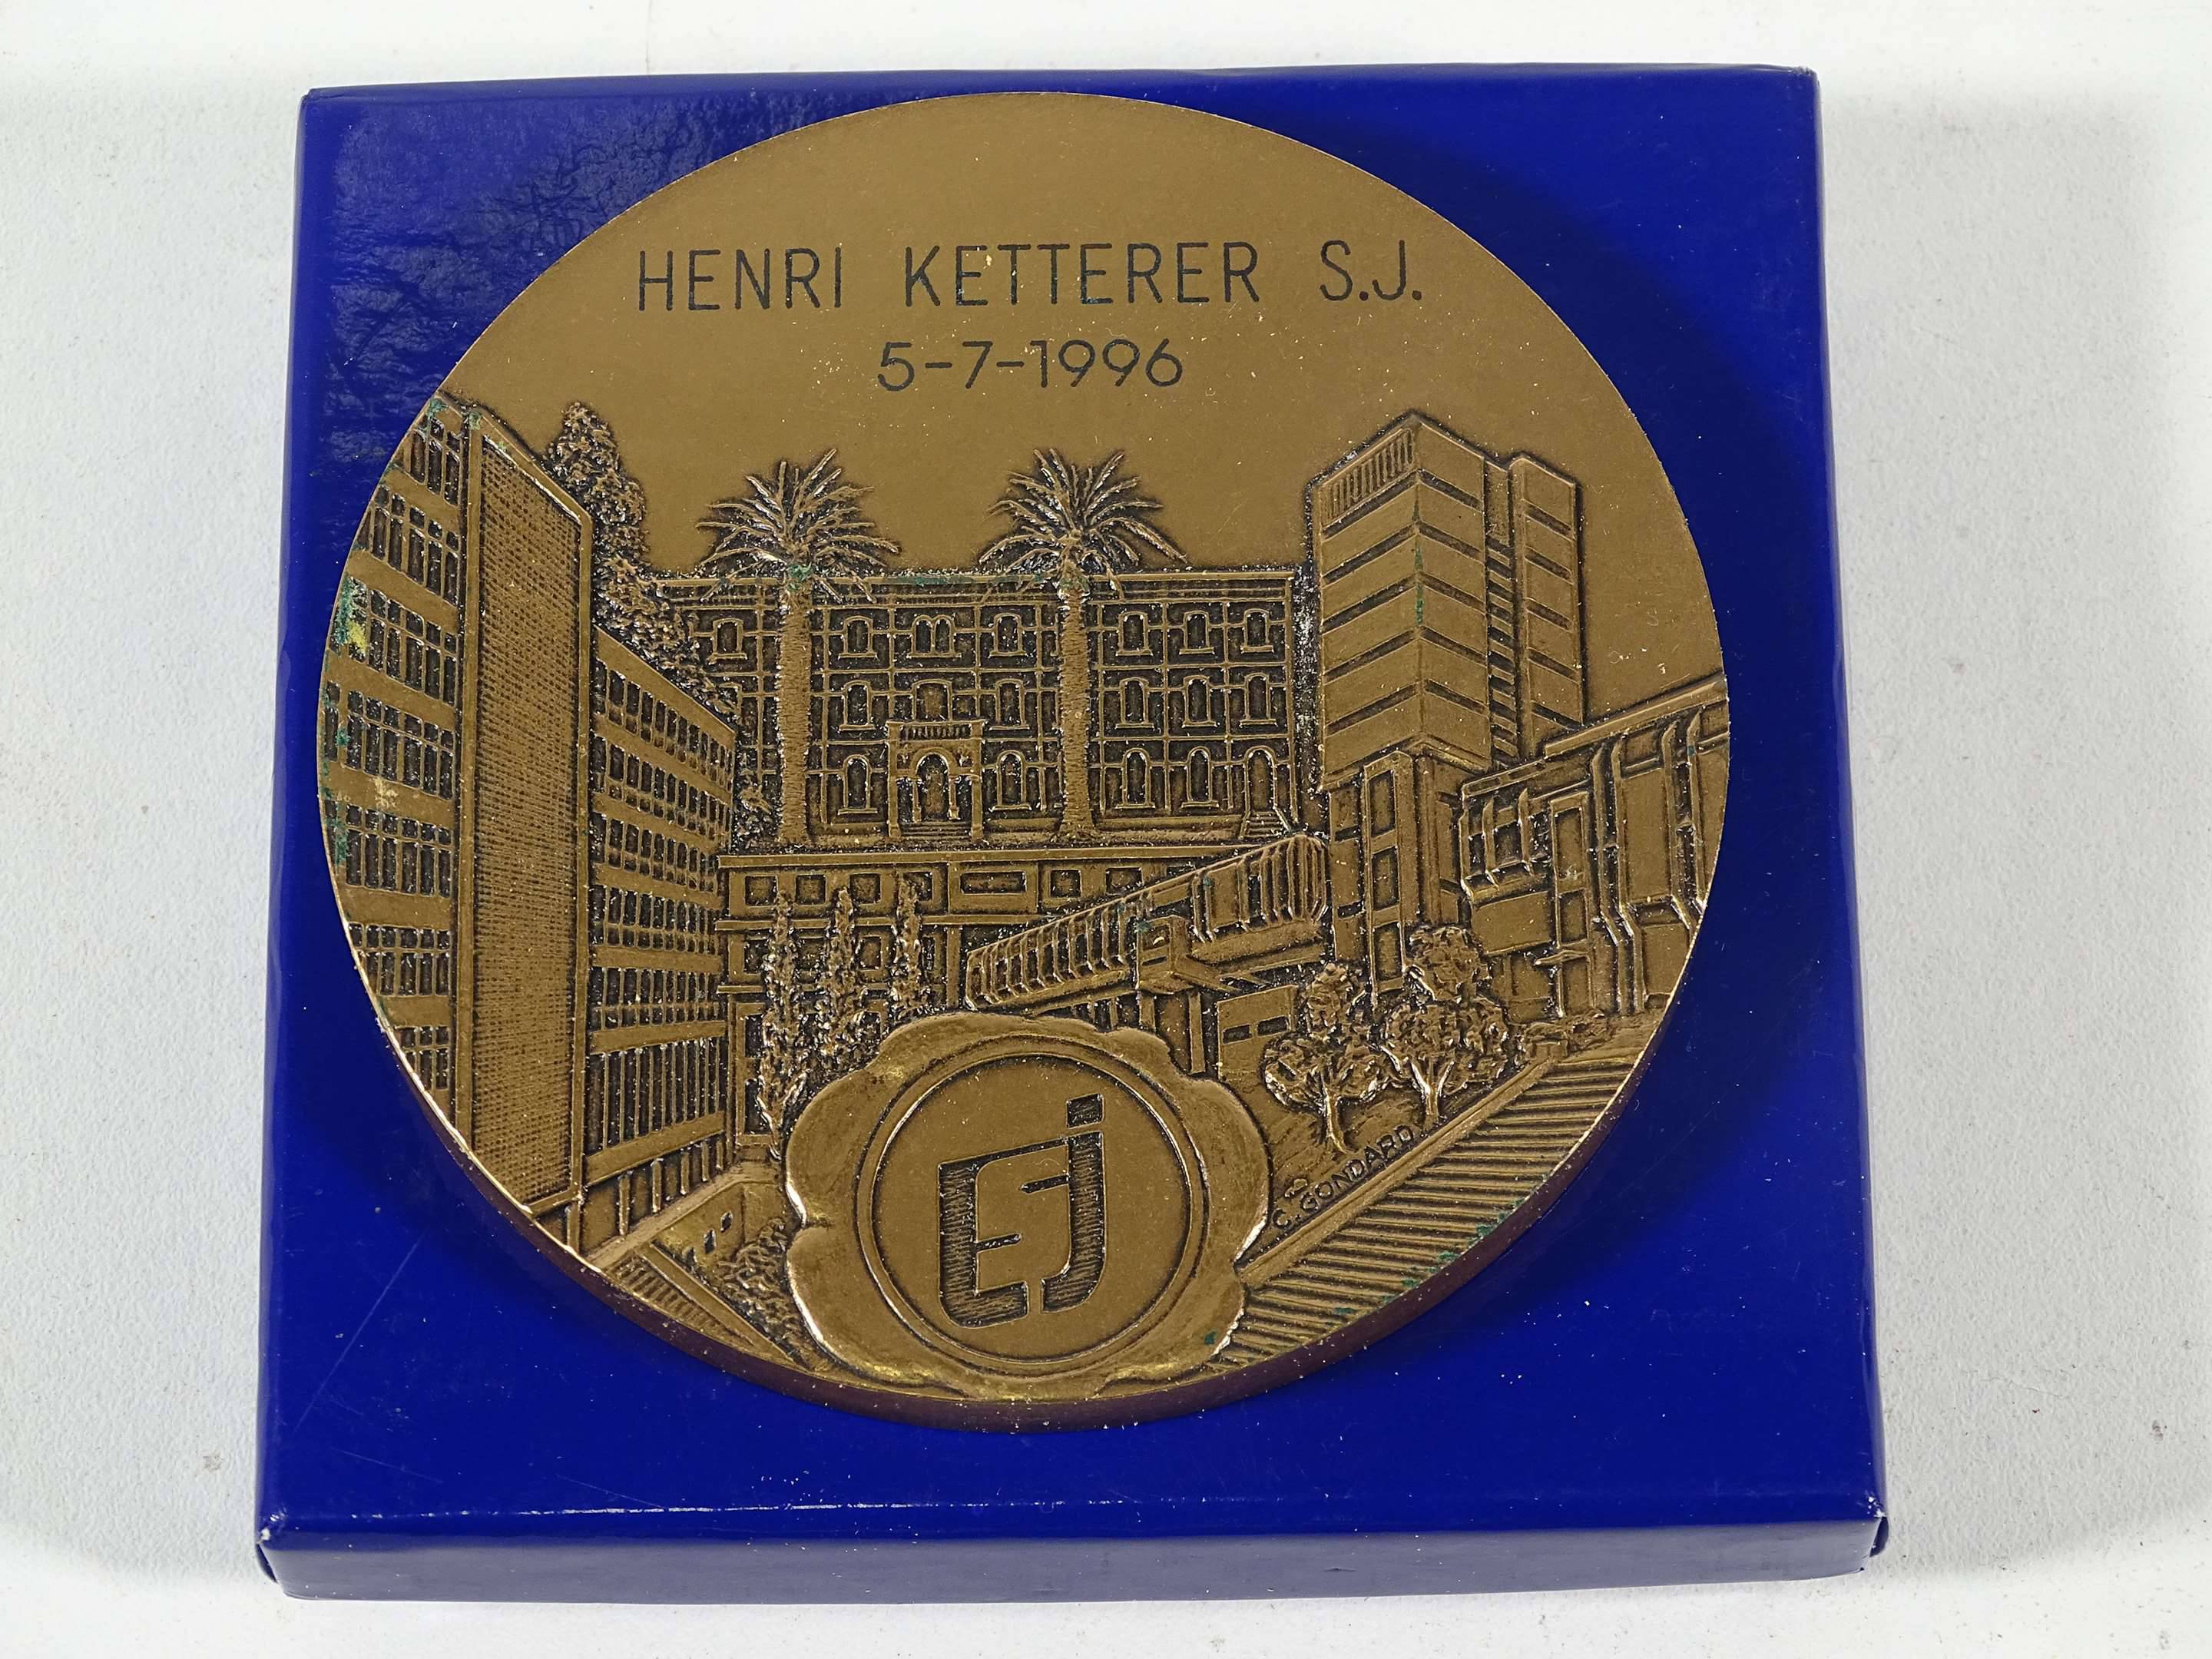 HENRI KETTERER S.J.
5-7-1996
C. GONDARD